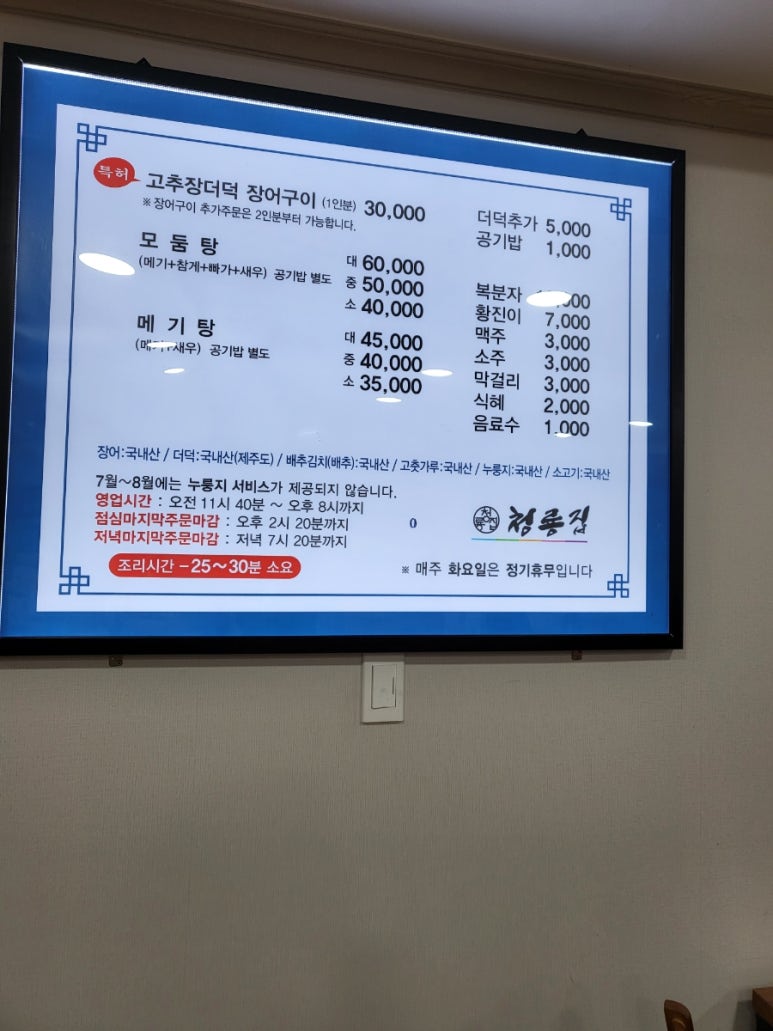 특허
고추장더덕 장어구이 (1인분) 30,000
※ 장어구이 추가주문은 2인분부터 가능합니다.
모 둠 탕
(메기+참게+빠가+새우) 공기밥 별도
대 60,000
중 50,000
소 40,000
메 기 탕
(메기+새우) 공기밥 별도
대 45,000
중 40,000
소 35,000
더덕추가 5,000
공기밥 1,000
복분자
황진이 7,000
맥주 3,000
소주 3,000
막걸리 3,000
식혜 2,000
음료수 1,000
장어:국내산 / 더덕:국내산(제주도) / 배추김치(배추):국내산 / 고춧가루:국내산 / 누룽지:국내산 / 소고기:국내산
7월~8월에는 누룽지 서비스가 제공되지 않습니다.
영업시간 : 오전 11시 40분 ~ 오후 8시까지
점심마지막주문마감 : 오후 2시 20분까지
저녁마지막주문마감 : 저녁 7시 20분까지
조리시간 – 25~30분 소요
0
청룡집
청룡집
※ 매주 화요일은 정기휴무입니다